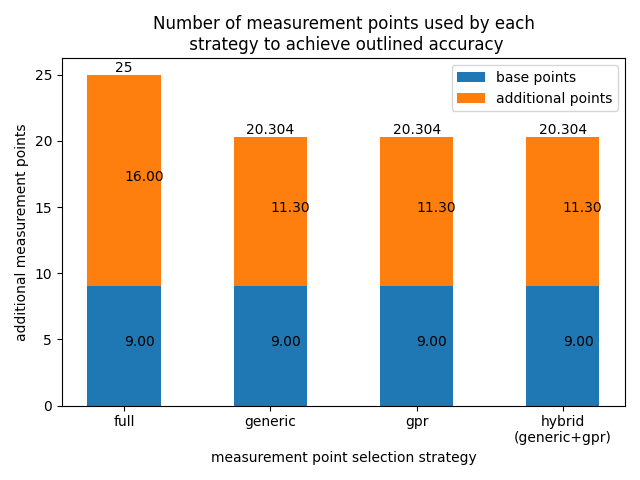 Number of measurement points used by each
strategy to achieve outlined accuracy
additional measurement points
25
20
15
10
5
0
25
20.304
20.304
20.304
16.00
11.30
11.30
11.30
9.00
9.00
9.00
9.00
base points
additional points
full
generic
gpr
hybrid
(generic+gpr)
measurement point selection strategy